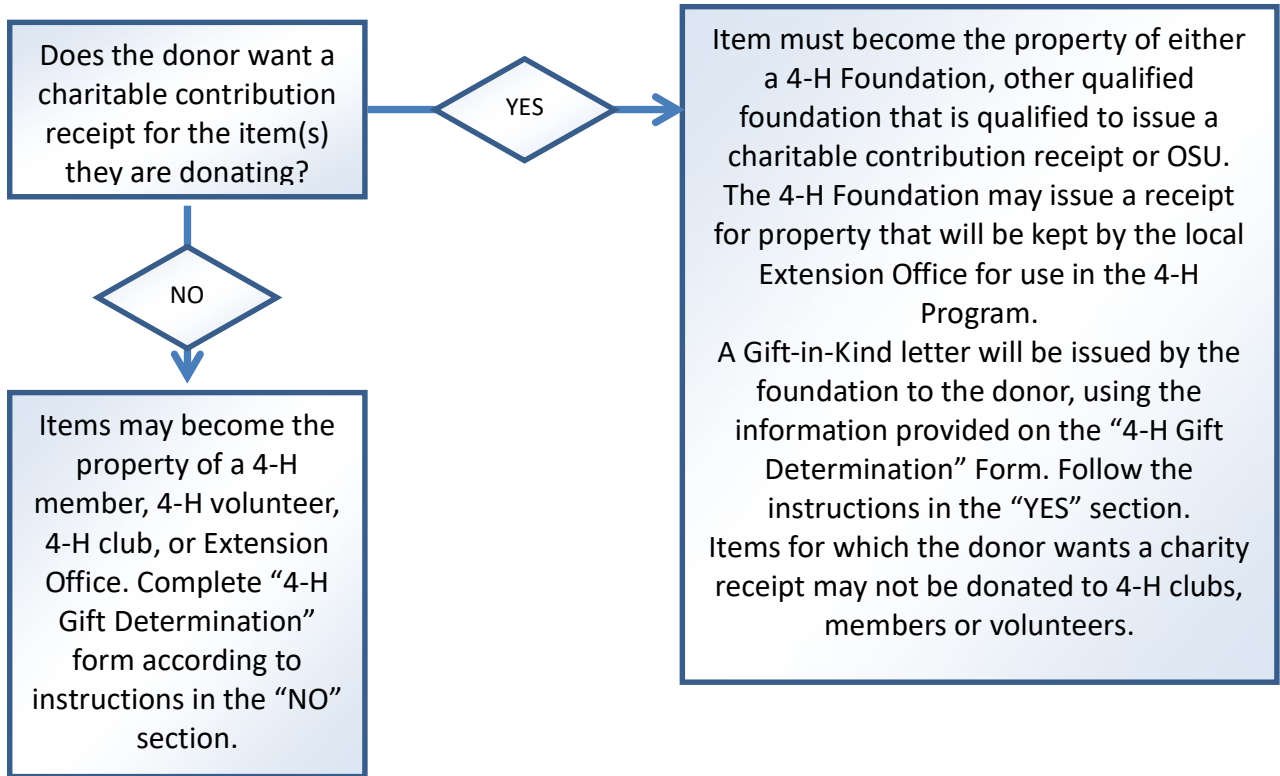 Does the donor want a
charitable contribution
receipt for the item(s)
they are donating?
YES
Item must become the property of either
a 4-H Foundation, other qualified
foundation that is qualified to issue a
charitable contribution receipt or OSU.
The 4-H Foundation may issue a receipt
for property that will be kept by the local
Extension Office for use in the 4-H
Program.
A Gift-in-Kind letter will be issued by the
foundation to the donor, using the
information provided on the “4-H Gift
Determination” Form. Follow the
instructions in the “YES” section.
Items for which the donor wants a charity
receipt may not be donated to 4-H clubs,
members or volunteers.
NO
Items may become the
property of a 4-H
member, 4-H volunteer,
4-H club, or Extension
Office. Complete “4-H
Gift Determination”
form according to
instructions in the “NO”
section.